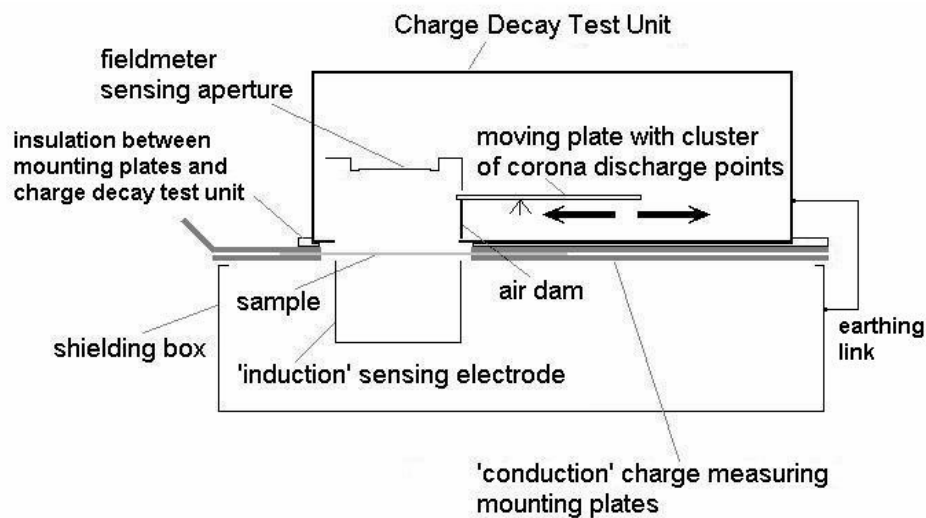 Charge Decay Test Unit
fieldmeter
sensing aperture
insulation between
mounting plates and
charge decay test unit
moving plate with cluster
of corona discharge points
sample
air dam
shielding box
earthing
link
'induction' sensing electrode
'conduction' charge measuring
mounting plates